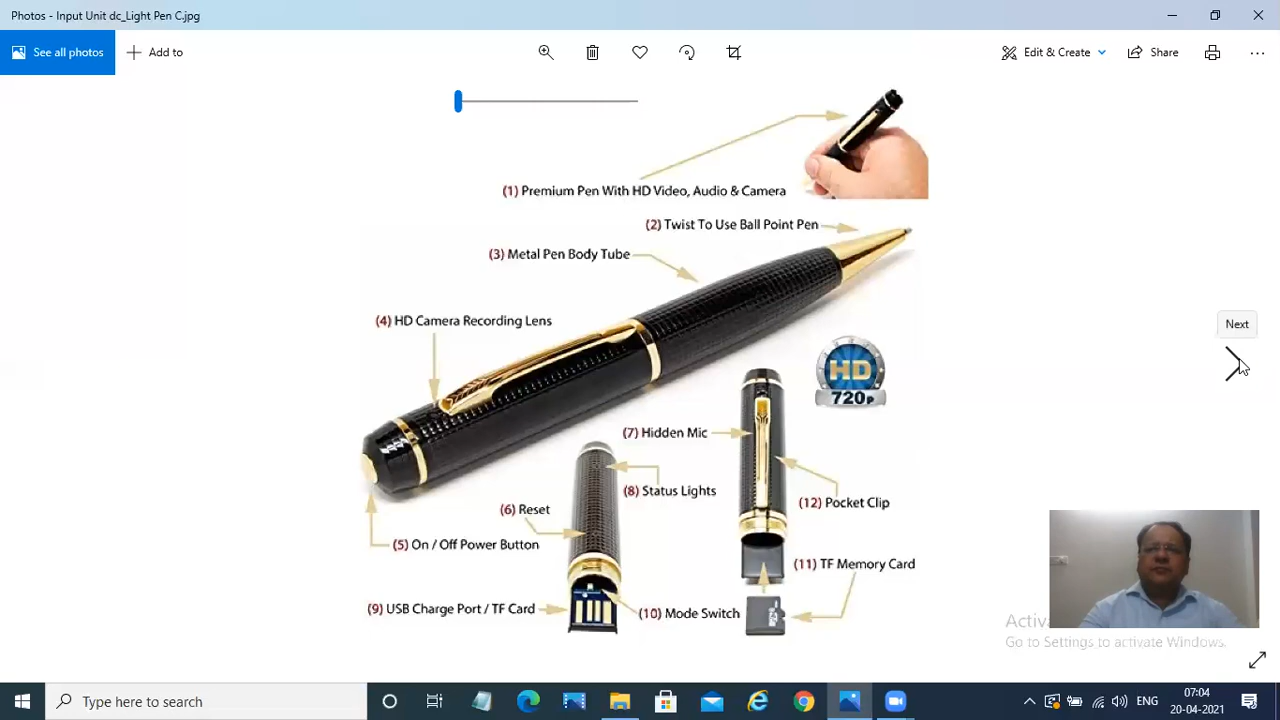 Photos - Input Unit dc_Light Pen C.jpg
See all photos
Add to
Edit & Create
Share
(1) Premium Pen With HD Video, Audio & Camera
(2) Twist To Use Ball Point Pen
(3) Metal Pen Body Tube
(4) HD Camera Recording Lens
Next
HD
720p
(7) Hidden Mic
(8) Status Lights
(12) Pocket Clip
(6) Reset
(5) On / Off Power Button
(11) TF Memory Card
(9) USB Charge Port / TF Card
(10) Mode Switch
Go to Settings to activate Windows.
Type here to search
ENG
07:04
20-04-2021